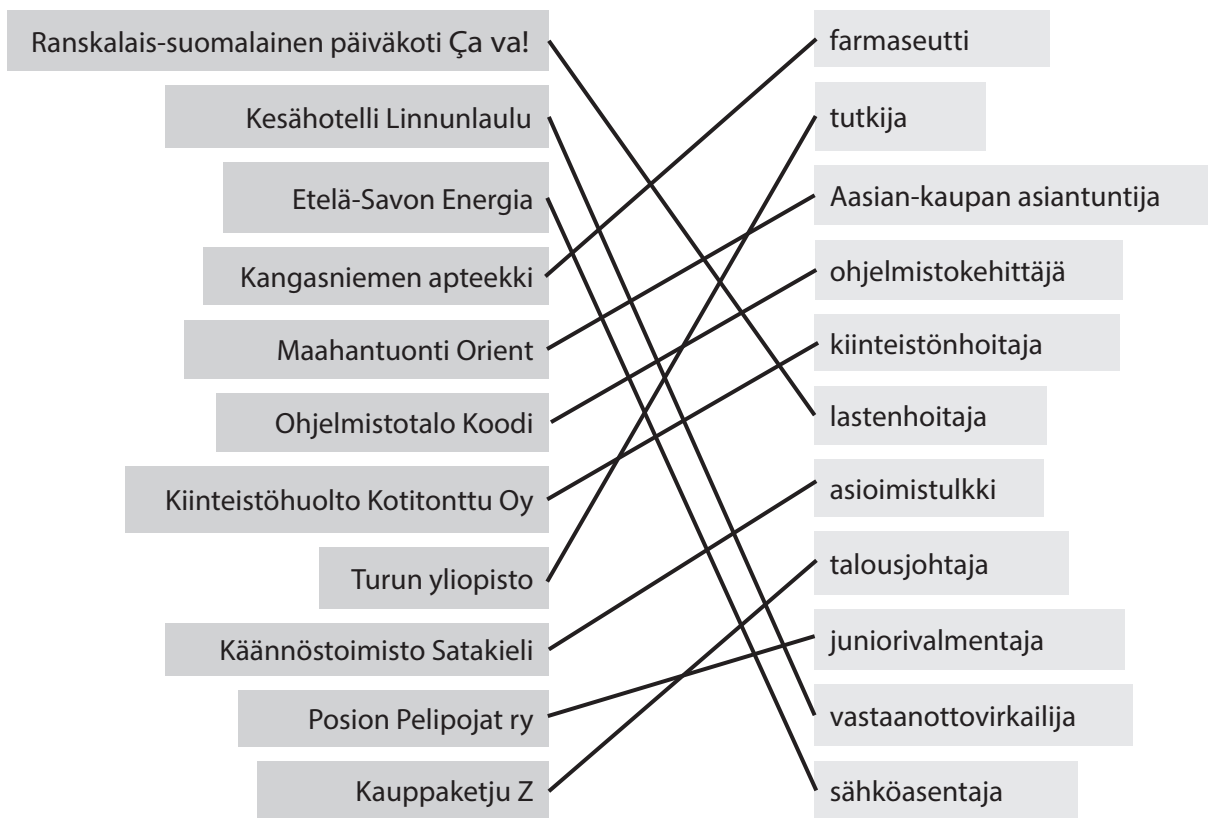 Ranskalais-suomalainen päiväkoti Ça va!
Kesähotelli Linnunlaulu
Etelä-Savon Energia
Kangasniemen apteekki
Maahantuonti Orient
Ohjelmistotalo Koodi
Kiinteistöhuolto Kotitonttu Oy
Turun yliopisto
Käännöstoimisto Satakieli
Posion Pelipojat ry
Kauppaketju Z
farmaseutti
tutkija
Aasian-kaupan asiantuntija
ohjelmistokehittäjä
kiinteistönhoitaja
lastenhoitaja
asioimistulkki
talousjohtaja
juniorivalmentaja
vastaanottovirkailija
sähköasentaja